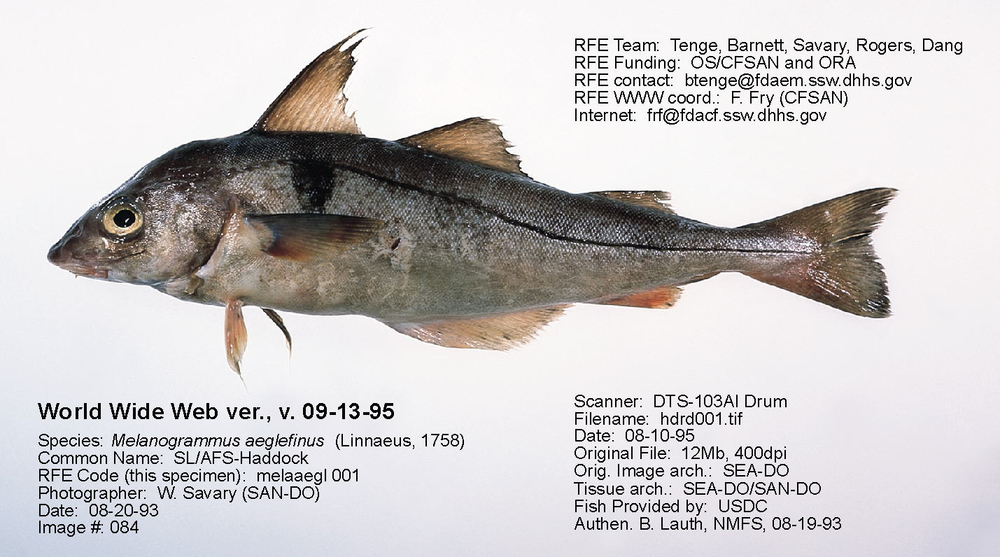 RFE Team: Tenge, Barnett, Savary, Rogers, Dang
RFE Funding: OS/CFSAN and ORA
RFE contact: btenge@fdaem.ssw.dhhs.gov
RFE WWW coord.: F. Fry (CFSAN)
Internet: frf@fdacf.ssw.dhhs.gov
World Wide Web ver., v. 09-13-95
Species: Melanogrammus aeglefinus (Linnaeus, 1758)
Common Name: SL/AFS-Haddock
RFE Code (this specimen): melaaegl 001
Photographer: W. Savary (SAN-DO)
Date: 08-20-93
Image #: 084
Scanner: DTS-103AI Drum
Filename: hdrd001.tif
Date: 08-10-95
Original File: 12Mb, 400dpi
Orig. Image arch.: SEA-DO
Tissue arch.: SEA-DO/SAN-DO
Fish Provided by: USDC
Authen. B. Lauth, NMFS, 08-19-93